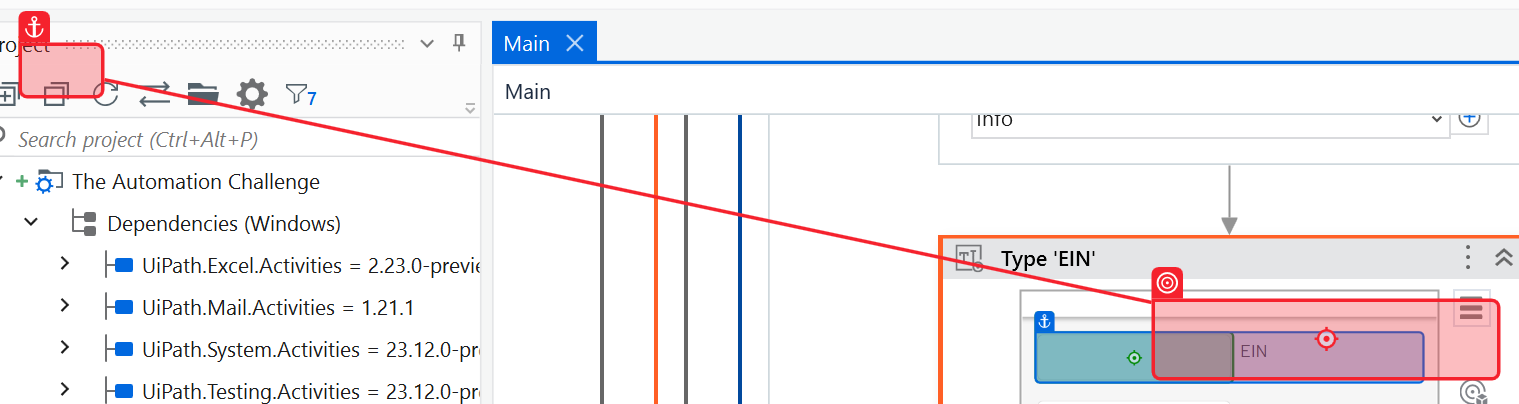 roject
Main
7
Main
Search project (Ctrl+Alt+P)
Info
The Automation Challenge
Dependencies (Windows)
UiPath.Excel.Activities = 2.23.0-previe
UiPath.Mail.Activities = 1.21.1
UiPath.System.Activities = 23.12.0-pre
UiPath.Testing.Activities = 23.12.0-p
Type 'EIN'
EIN